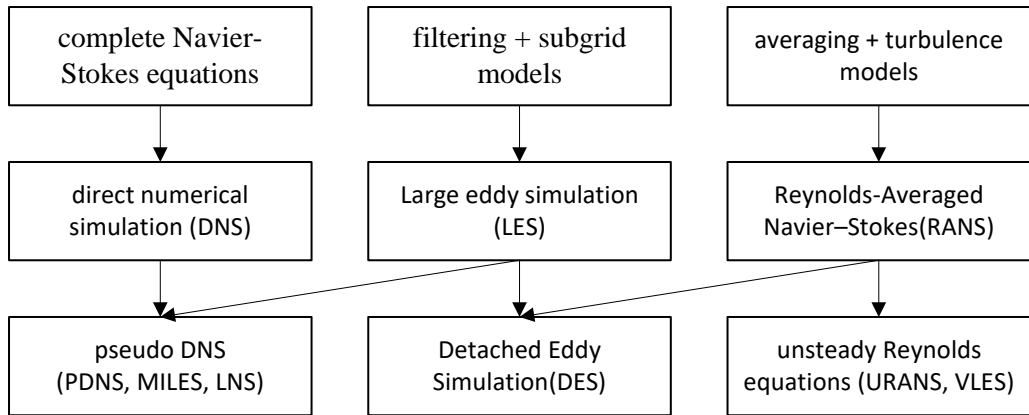 complete Navier-
Stokes equations
filtering + subgrid
models
averaging + turbulence
models
direct numerical
simulation (DNS)
Large eddy simulation
(LES)
Reynolds-Averaged
Navier–Stokes(RANS)
pseudo DNS
(PDNS, MILES, LNS)
Detached Eddy
Simulation(DES)
unsteady Reynolds
equations (URANS, VLES)